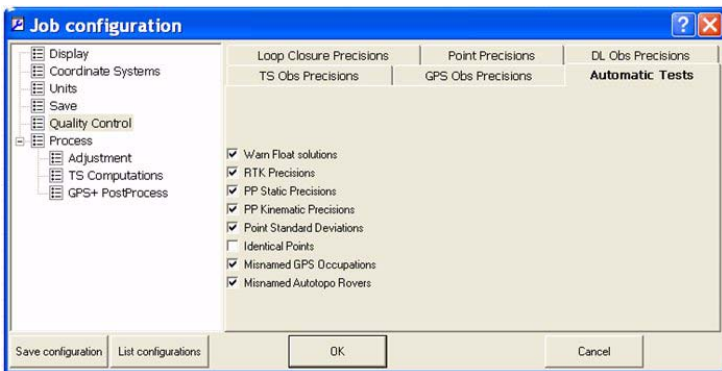 Job configuration
Display
Coordinate Systems
Units
Save
Quality Control
Process
Adjustment
TS Computations
GPS+ PostProcess
Loop Closure Precisions
Point Precisions
DL Obs Precisions
TS Obs Precisions
GPS Obs Precisions
Automatic Tests
Warn Float solutions
RTK Precisions
PP Static Precisions
PP Kinematic Precisions
Point Standard Deviations
Identical Points
Misnamed GPS Occupations
Misnamed Autotopo Rovers
Save configuration
List configurations
OK
Cancel